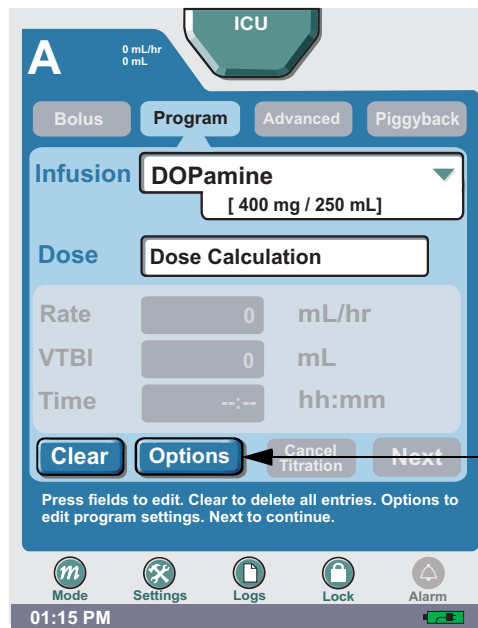 ICU
A
0 mL/hr
0 mL
Bolus Program Advanced Piggyback
Infusion DOPamine
[ 400 mg / 250 mL]
Dose Dose Calculation
Rate 0 mL/hr
VTBI 0 mL
Time --:-- hh:mm
Clear Options Cancel Titration Next
Press fields to edit. Clear to delete all entries. Options to
edit program settings. Next to continue.
m
Mode Settings Logs Lock Alarm
01:15 PM